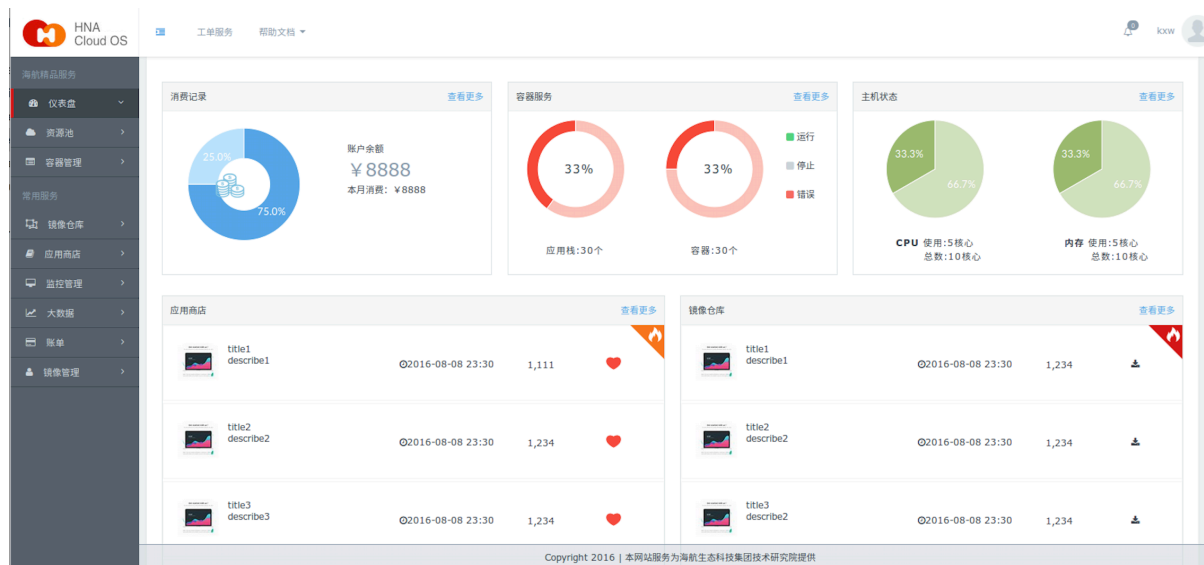 HNA
Cloud OS
工单服务
帮助文档
0
kxw
海航精品服务
仪表盘
资源池
容器管理
常用服务
镜像仓库
应用商店
监控管理
大数据
账单
镜像管理
消费记录
查看更多
25.0%
75.0%
账户余额
￥8888
本月消费: ￥8888
容器服务
查看更多
33%
应用栈:30个
33%
容器:30个
运行
停止
错误
主机状态
查看更多
33.3%
66.7%
CPU 使用:5核心
总数:10核心
33.3%
66.7%
内存 使用:5核心
总数:10核心
应用商店
查看更多
title1
describe1
2016-08-08 23:30
1,111
title2
describe2
2016-08-08 23:30
1,234
title3
describe3
2016-08-08 23:30
1,234
镜像仓库
查看更多
title1
describe1
2016-08-08 23:30
1,234
title2
describe2
2016-08-08 23:30
1,234
title3
describe2
2016-08-08 23:30
1,234
Copyright 2016 | 本网站服务为海航生态科技集团技术研究院提供